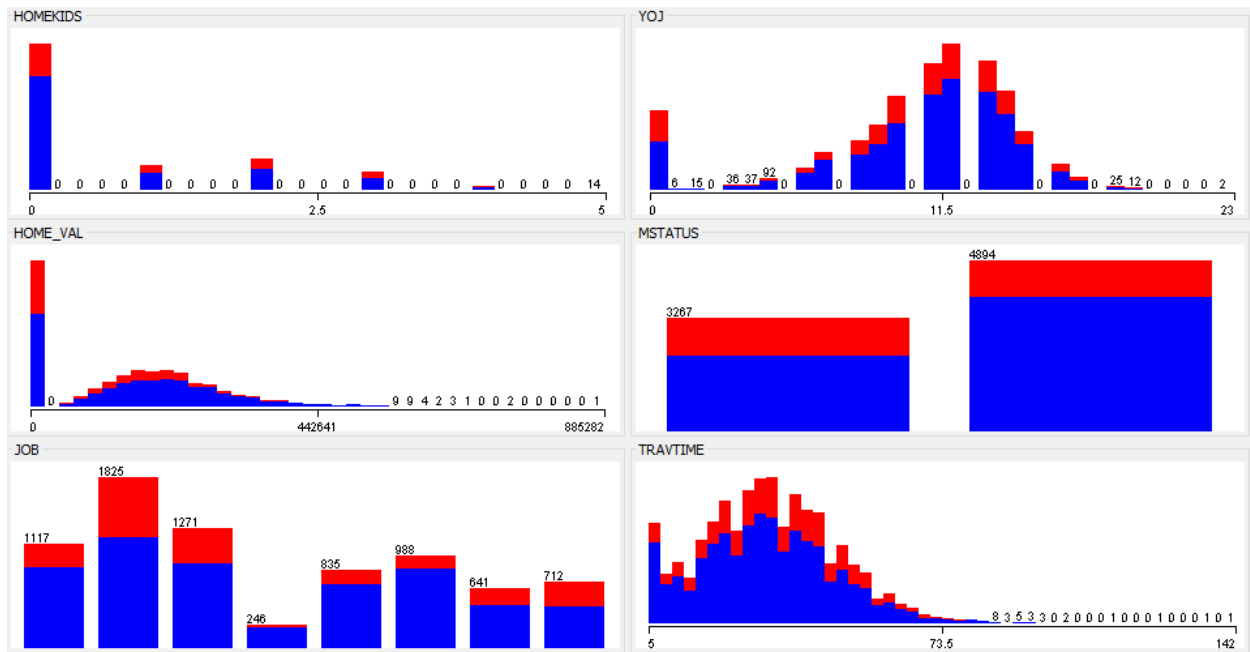 HOMEKIDS
0 0 0 0 0 0 0 0 0 0 0 0 0 0 0 0 0 0 0 14
0 2.5 5
YOJ
6 15 0 36 37 92 0 0 0 0 0 0 25 12 0 0 0 0 2
0 11.5 23
HOME_VAL
0 9 9 4 2 3 1 0 0 2 0 0 0 0 0 1
0 442641 885282
MSTATUS
3267 4894
JOB
1117 1825 1271 246 835 988 641 712
TRAVTIME
8 3 5 3 3 0 2 0 0 0 1 0 0 0 1 0 0 0 1 0 1
5 73.5 142